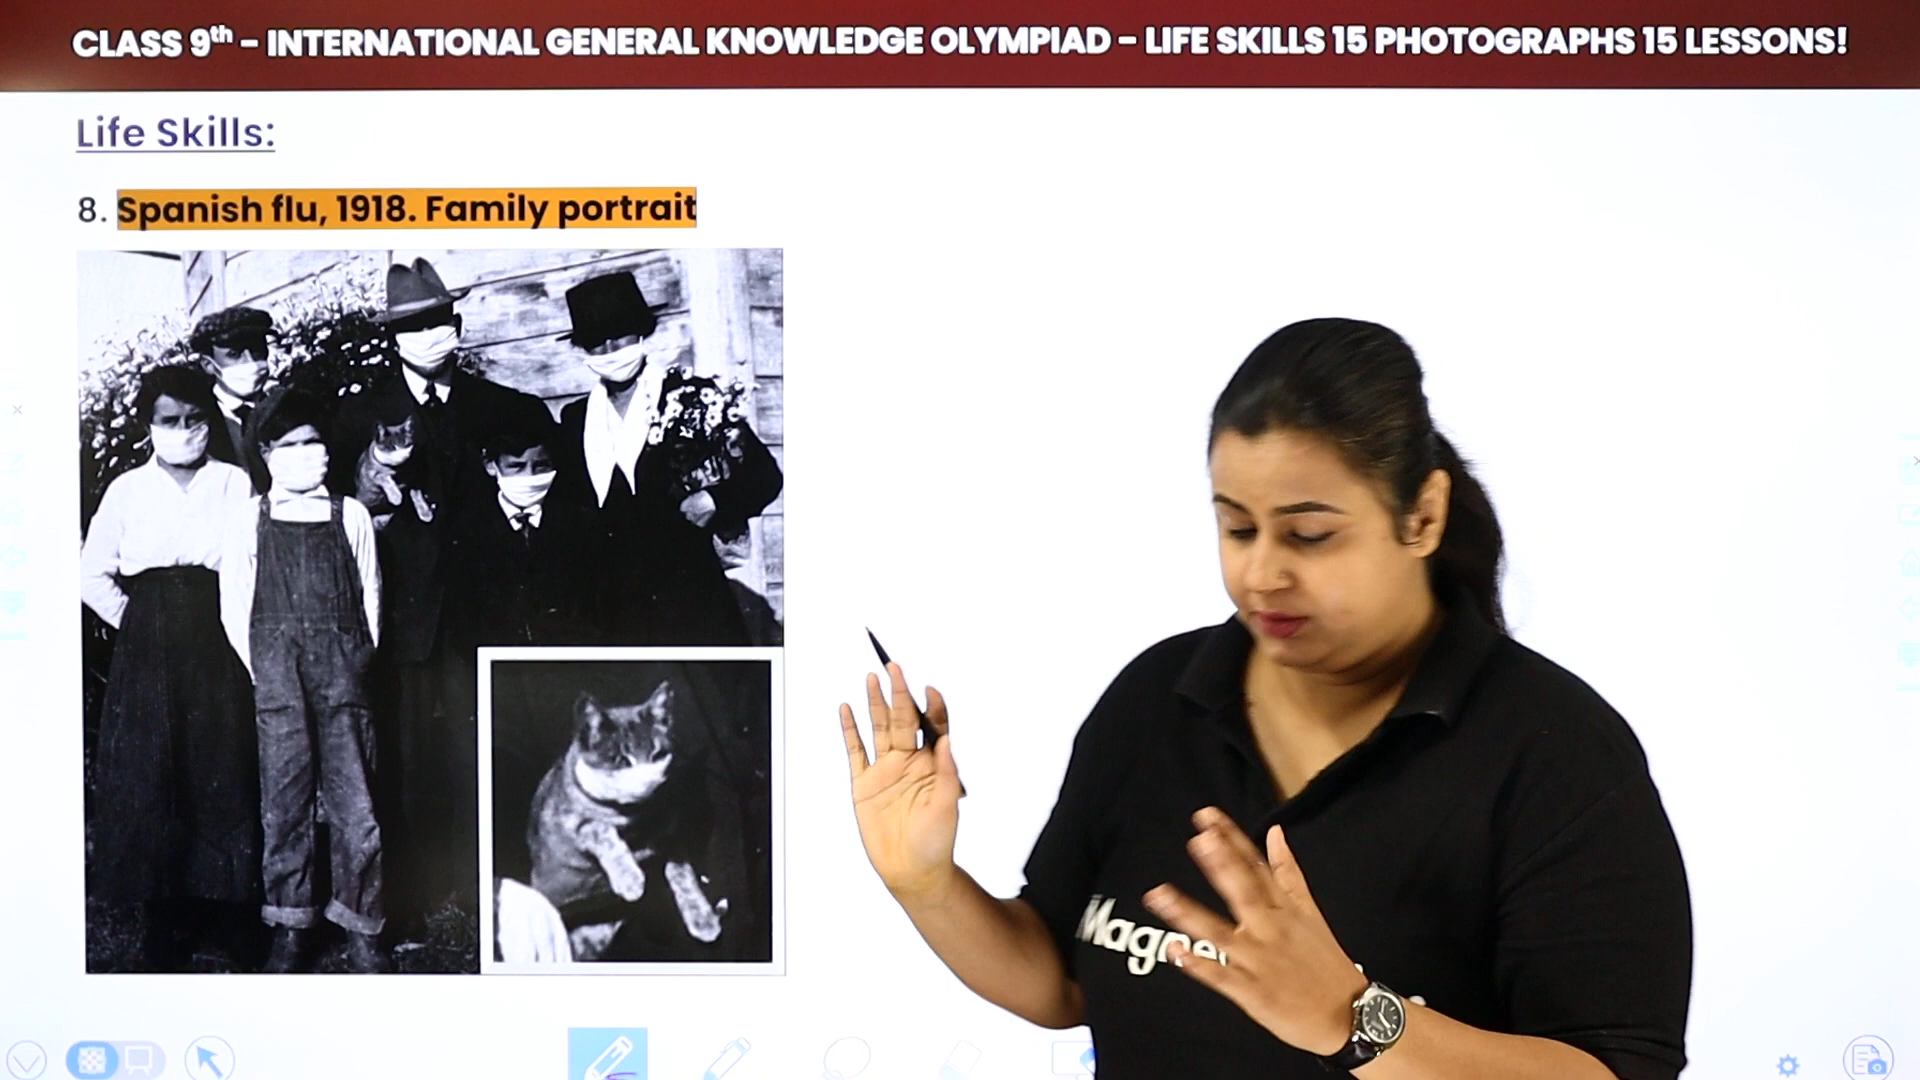 CLASS 9th - INTERNATIONAL GENERAL KNOWLEDGE OLYMPIAD - LIFE SKILLS 15 PHOTOGRAPHS 15 LESSONS!
Life Skills:
8. Spanish flu, 1918. Family portrait